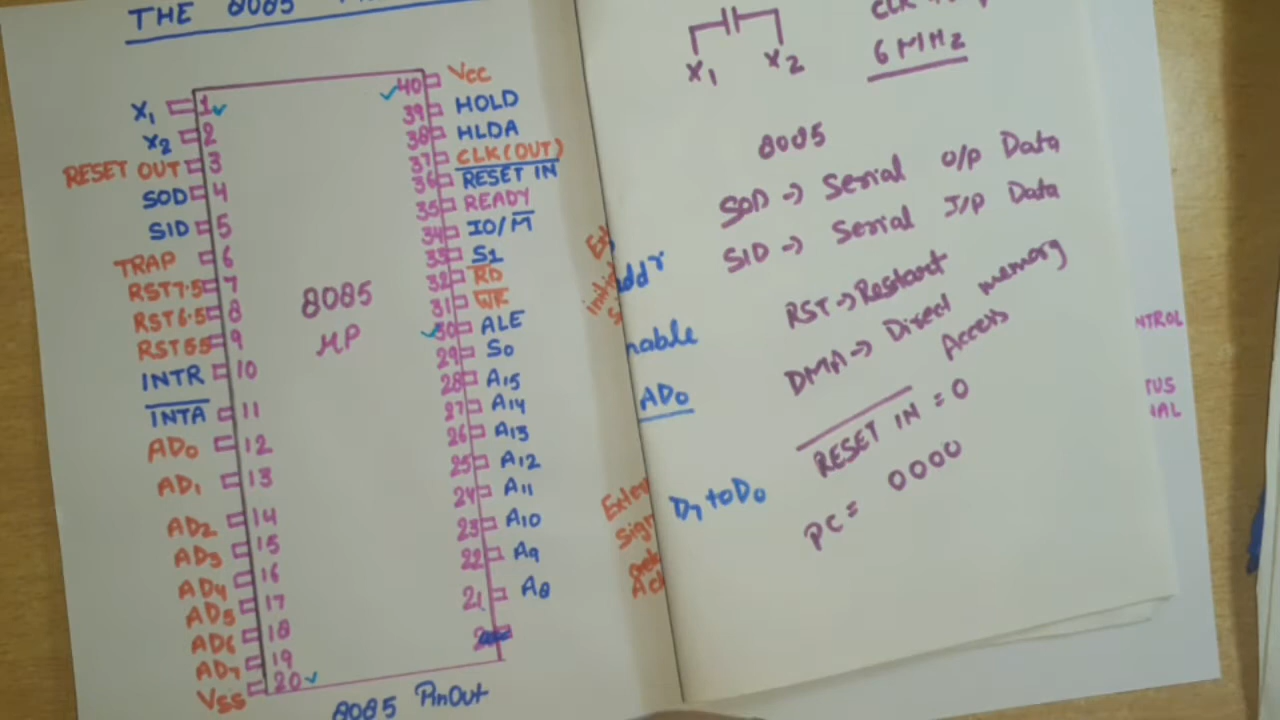 THE 8085
X1 1
X2 2
RESET OUT 3
SOD 4
SID 5
TRAP 6
RST7.5 7
RST6.5 8
RST5.5 9
INTR 10
INTA 11
AD0 12
AD1 13
AD2 14
AD3 15
AD4 16
AD5 17
AD6 18
AD7 19
VSS 20
8085
μP
40 VCC
39 HOLD
38 HLDA
37 CLK(OUT)
36 RESET IN
35 READY
34 IO/M
33 S1
32 RD
31 WR
30 ALE
29 S0
28 A15
27 A14
26 A13
25 A12
24 A11
23 A10
22 A9
21 A8
8085 PinOut
addr
nable
AD0
D7 to D0
X1 X2
CLK
6 MHz
8085
SOD → Serial O/P Data
SID → Serial I/P Data
RST → Restart
DMA → Direct memory
Access
RESET IN = 0
PC = 0000
NTROL
TUS
NAL